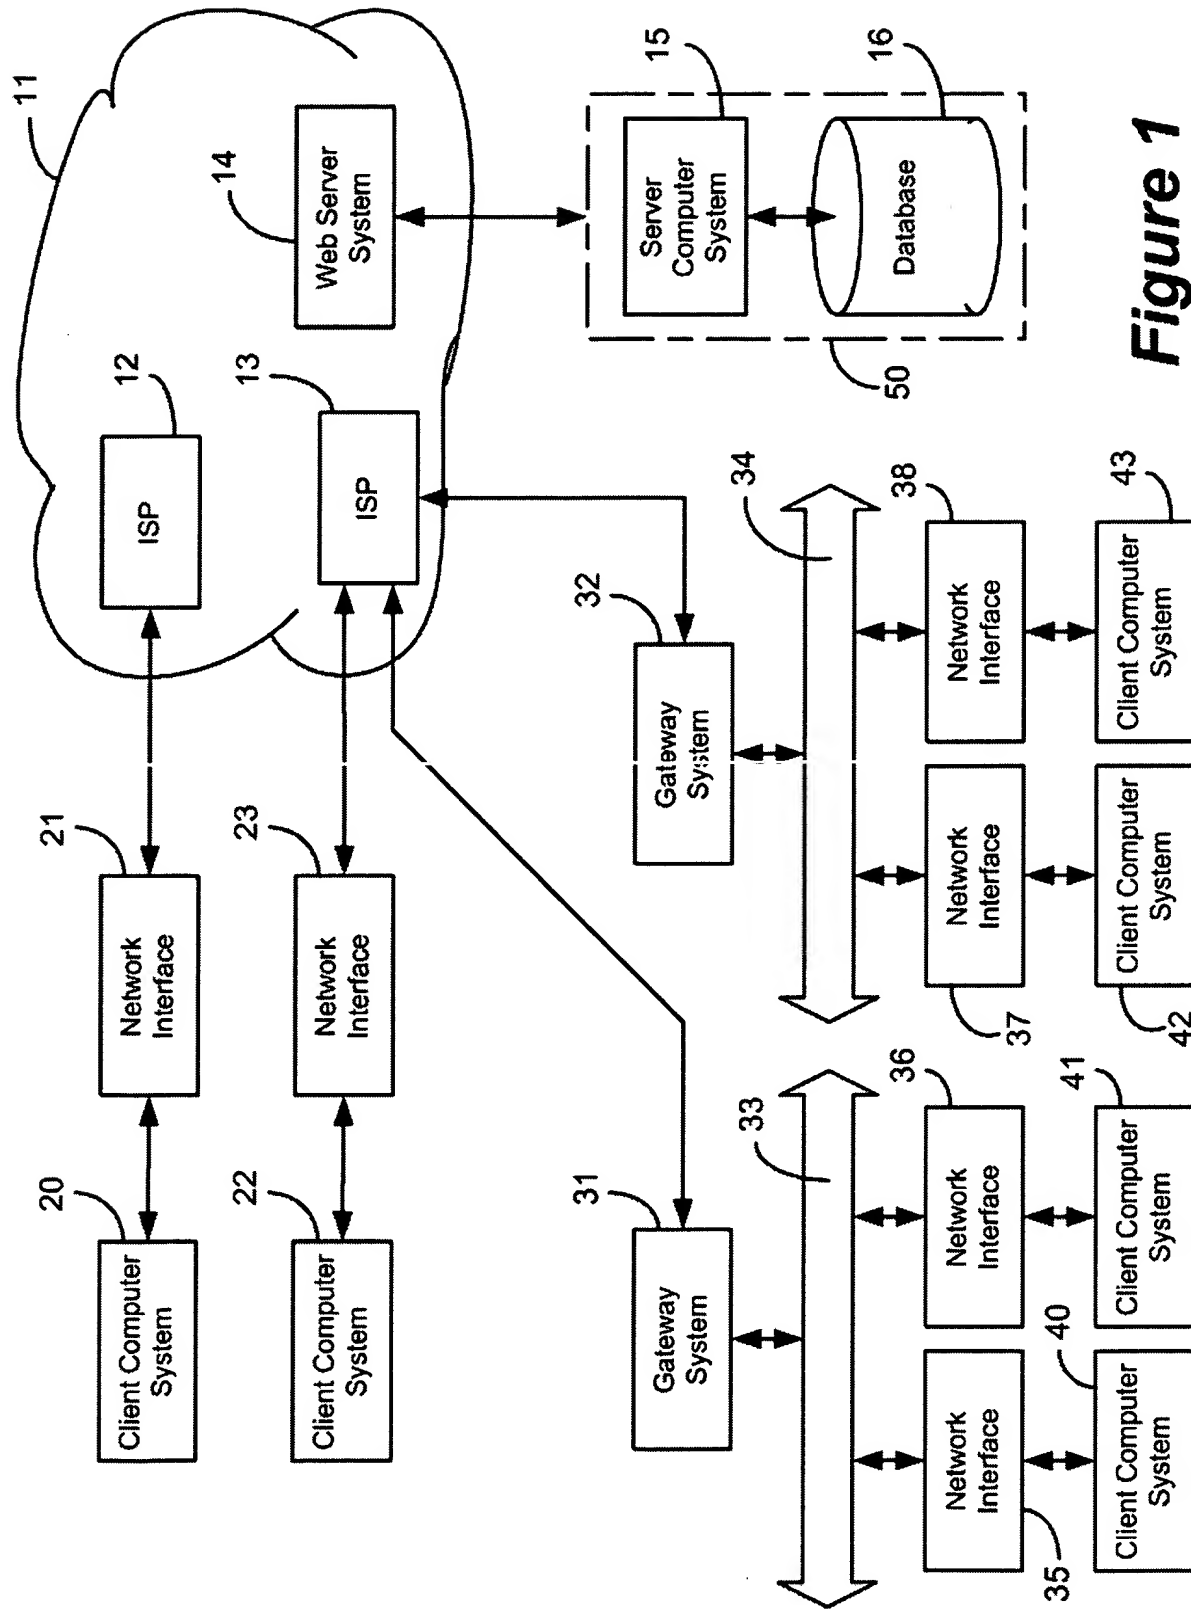 11
20
Client Computer
System
21
Network
Interface
12
ISP
22
Client Computer
System
23
Network
Interface
13
ISP
14
Web Server
System
31
Gateway
System
32
Gateway
System
15
Server
Computer
System
16
Database
50
33
34
Network
Interface
35
36
Network
Interface
37
Network
Interface
38
Network
Interface
40
Client Computer
System
41
Client Computer
System
42
Client Computer
System
43
Client Computer
System
Figure 1